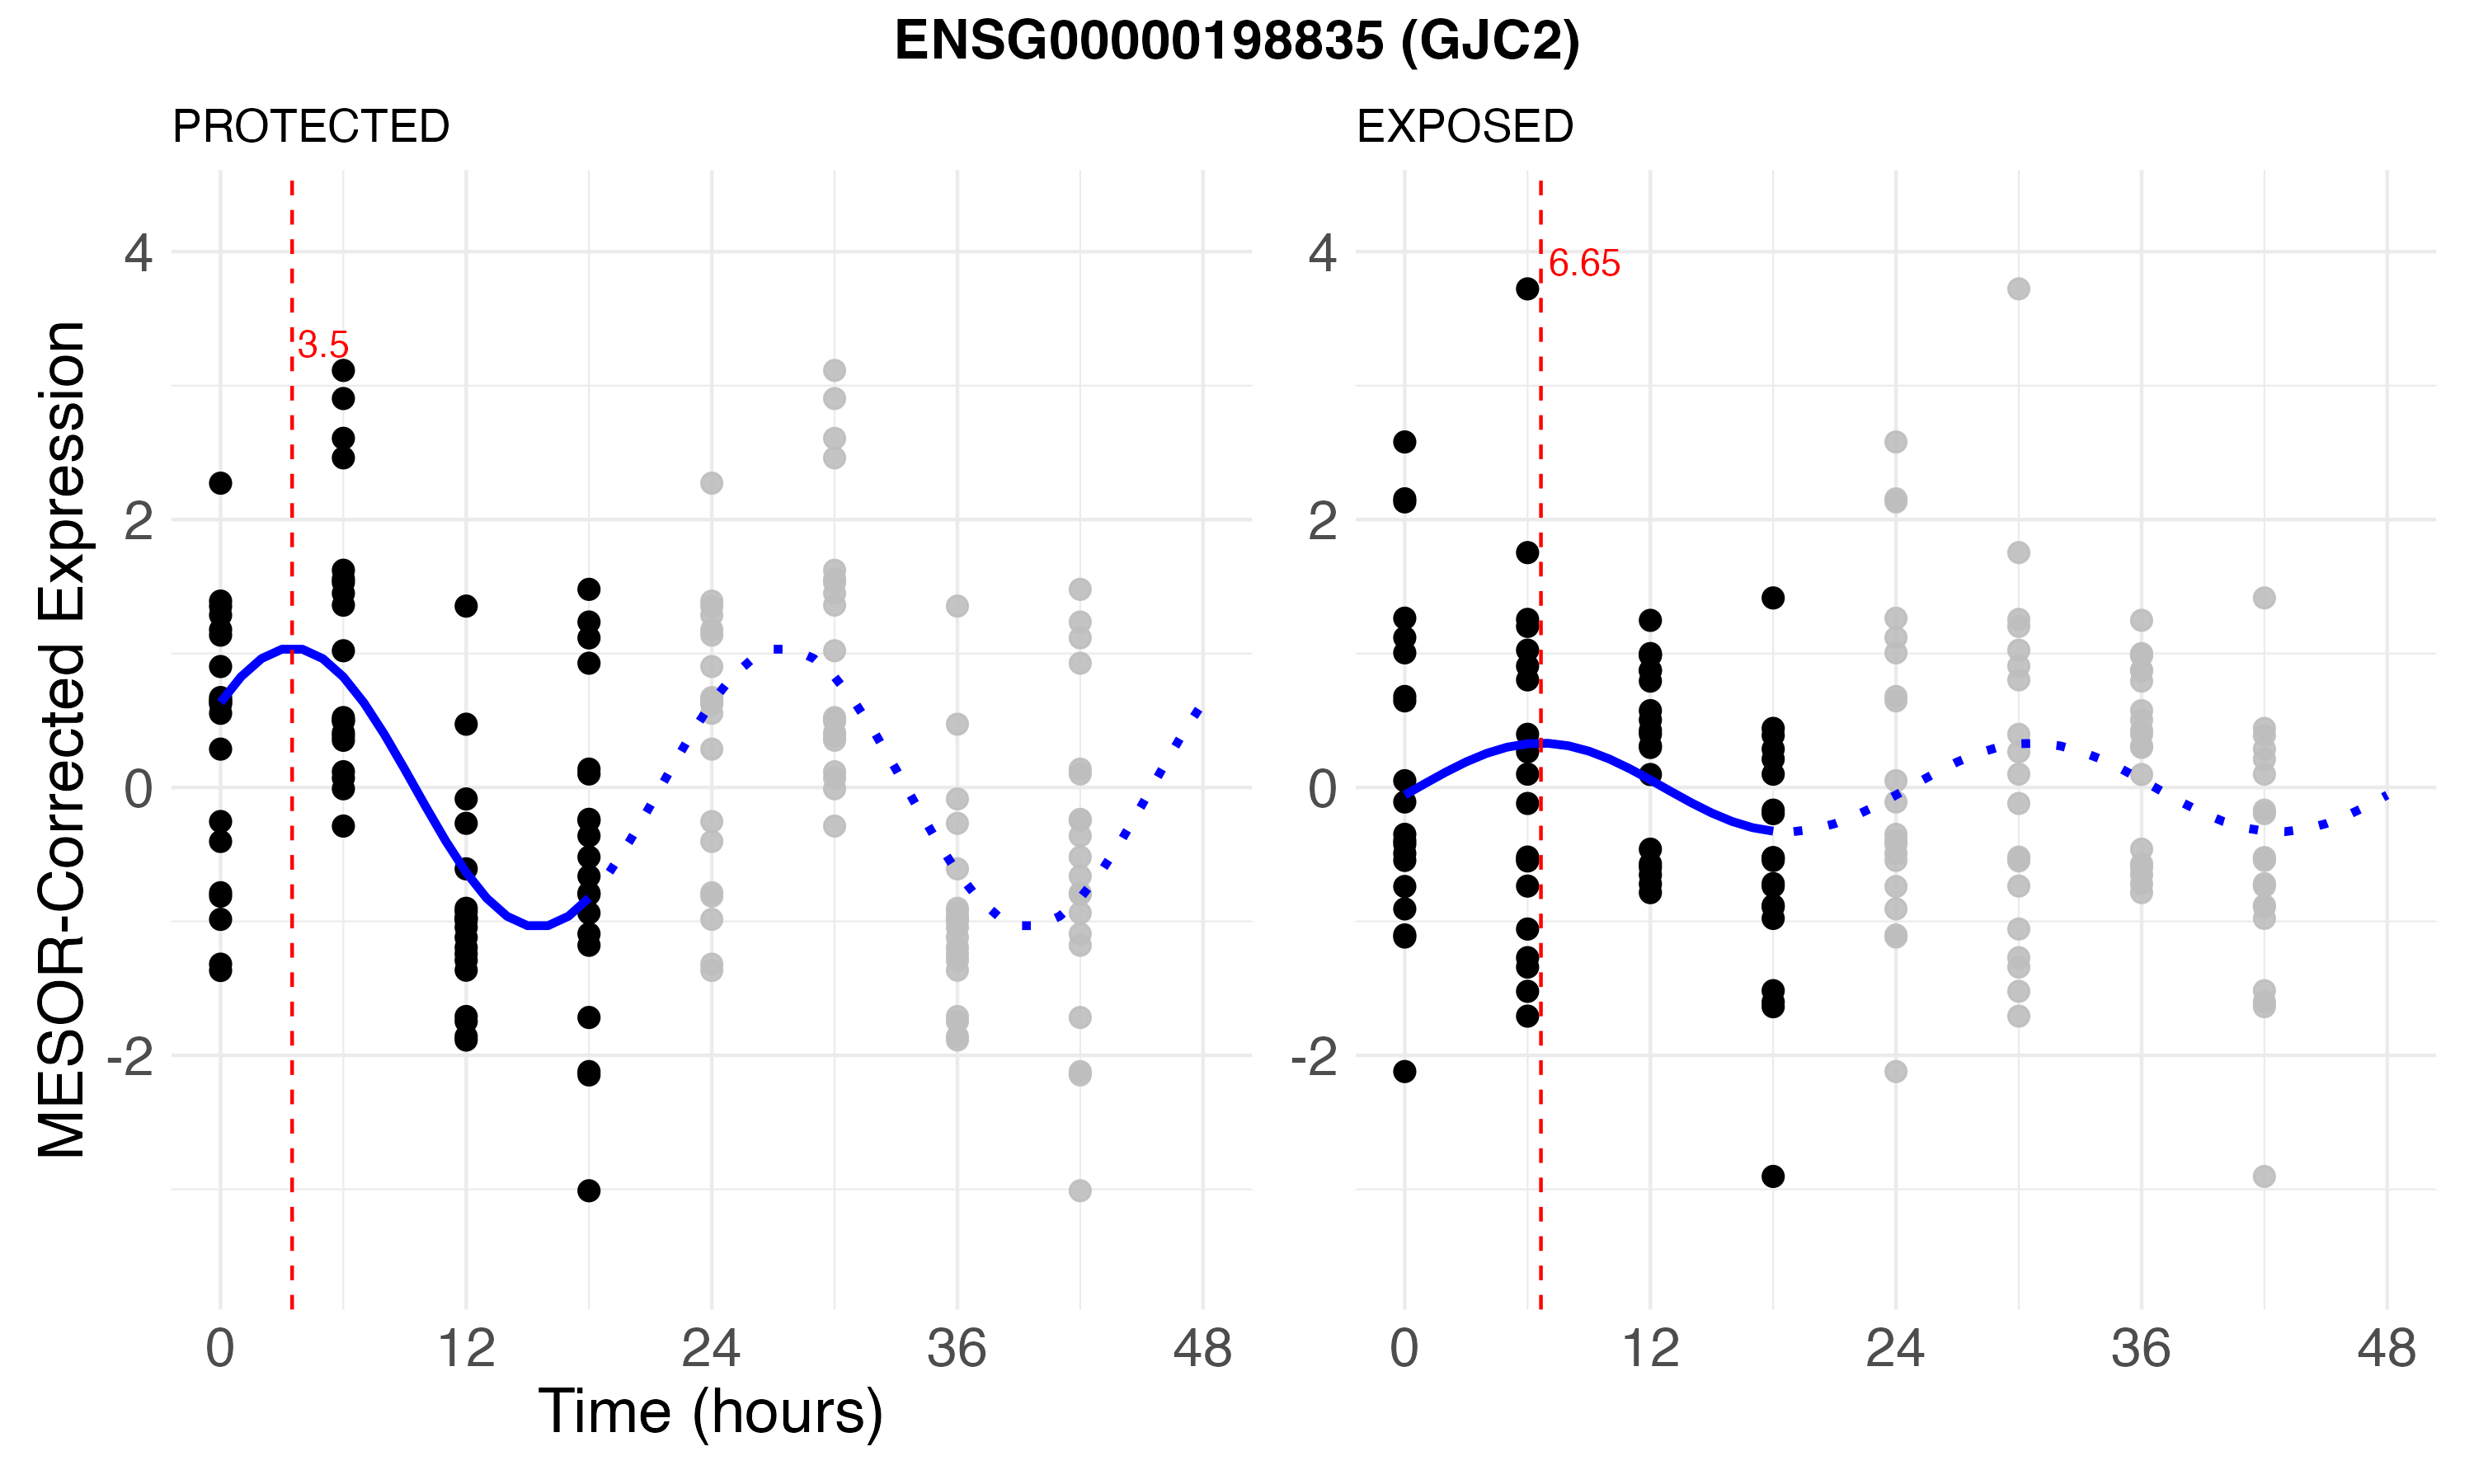 ENSG00000198835 (GJC2)
PROTECTED
EXPOSED
MESOR-Corrected Expression
4
2
0
-2
3.5
0 12 24 36 48
4
2
0
-2
6.65
0 12 24 36 48
Time (hours)